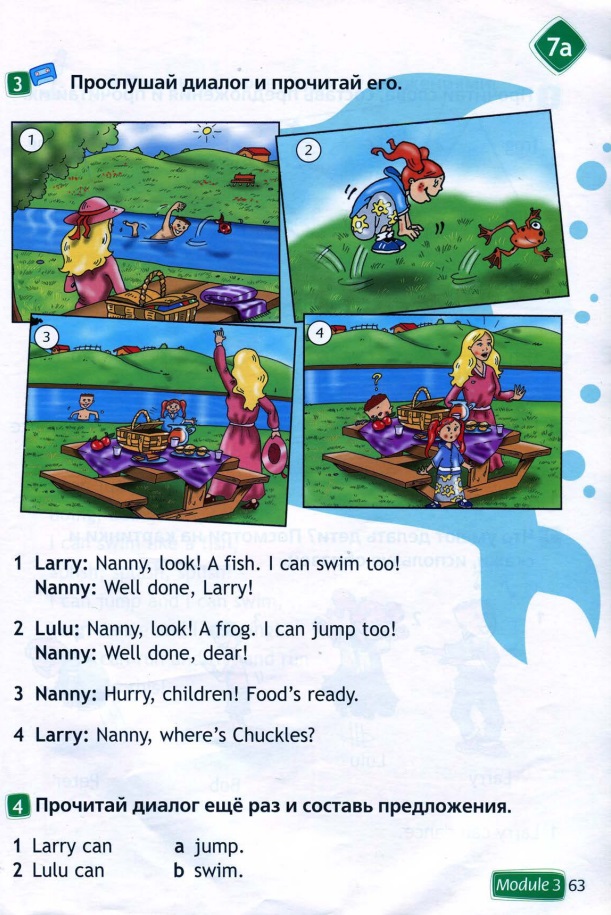 7a
3 Прослушай диалог и прочитай его.
1
2
3
4
?
1 Larry: Nanny, look! A fish. I can swim too!
Nanny: Well done, Larry!
2 Lulu: Nanny, look! A frog. I can jump too!
Nanny: Well done, dear!
3 Nanny: Hurry, children! Food's ready.
4 Larry: Nanny, where's Chuckles?
4 Прочитай диалог ещё раз и составь предложения.
1 Larry can a jump.
2 Lulu can b swim.
Module 3 63